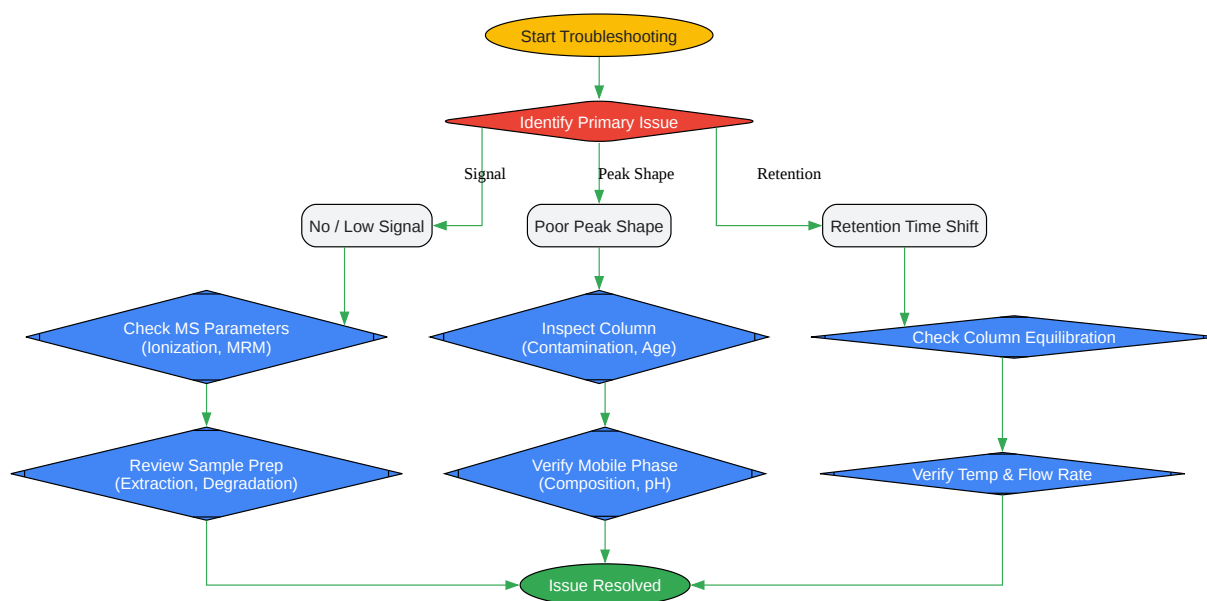 Start Troubleshooting
Identify Primary Issue
Signal
Peak Shape
Retention
No / Low Signal
Poor Peak Shape
Retention Time Shift
Check MS Parameters
(Ionization, MRM)
Inspect Column
(Contamination, Age)
Check Column Equilibration
Review Sample Prep
(Extraction, Degradation)
Verify Mobile Phase
(Composition, pH)
Verify Temp & Flow Rate
Issue Resolved